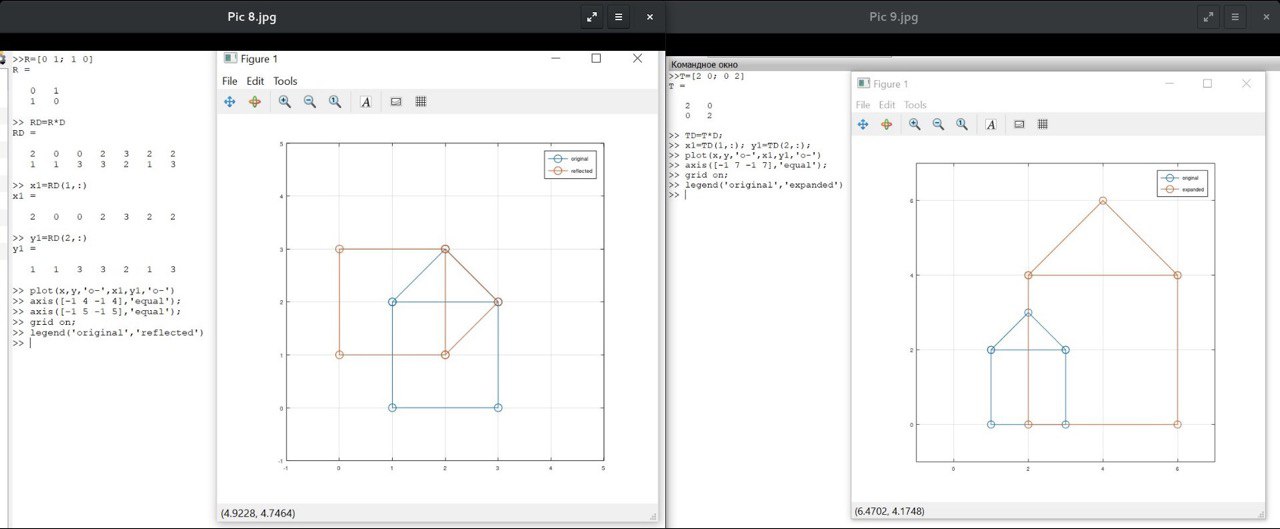 Pic 8.jpg
>>R=[0 1; 1 0]
R =
0 1
1 0
>> RD=R*D
RD =
2 0 0 2 3 2 2
1 1 3 3 2 1 3
>> x1=RD(1,:)
x1 =
2 0 0 2 3 2 2
>> y1=RD(2,:)
y1 =
1 1 3 3 2 1 3
>> plot(x,y,'o-',x1,y1,'o-')
>> axis([-1 4 -1 4],'equal');
>> axis([-1 5 -1 5],'equal');
>> grid on;
>> legend('original','reflected')
>>
Figure 1
File Edit Tools
A
original
reflected
5
4
3
2
1
0
-1
-1 0 1 2 3 4 5
(4.9228, 4.7464)
Pic 9.jpg
Командное окно
>>T=[2 0; 0 2]
T =
2 0
0 2
>> TD=T*D;
>> x1=TD(1,:); y1=TD(2,:);
>> plot(x,y,'o-',x1,y1,'o-')
>> axis([-1 7 -1 7],'equal');
>> grid on;
>> legend('original','expanded')
>>
Figure 1
File Edit Tools
A
original
expanded
6
4
2
0
0 2 4 6
(6.4702, 4.1748)